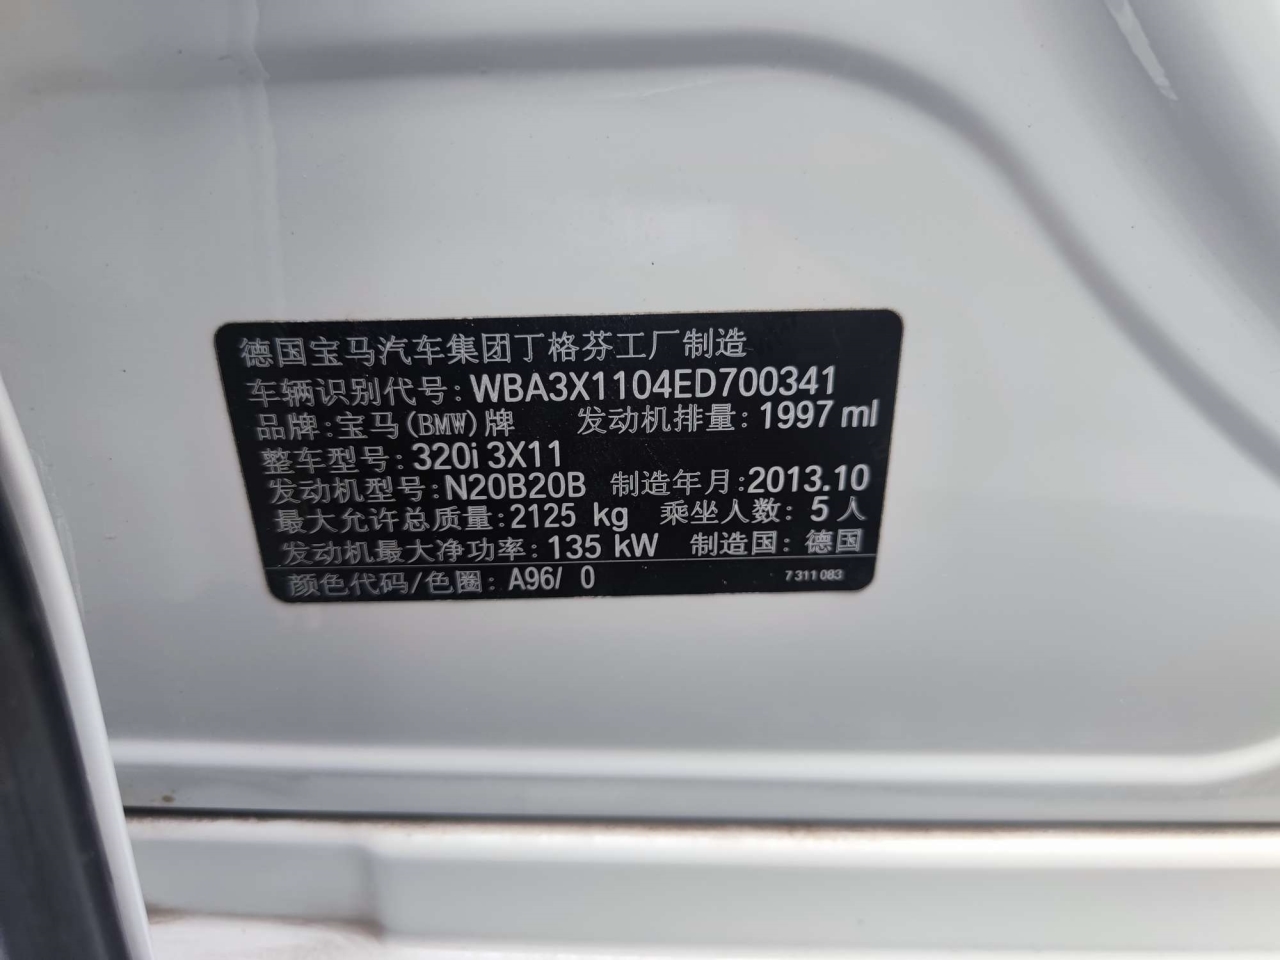 德国宝马汽车集团丁格芬工厂制造
车辆识别代号: WBA3X1104ED700341
品牌:宝马(BMW)牌 发动机排量: 1997 ml
整车型号: 320i 3X11
发动机型号: N20B20B 制造年月: 2013.10
最大允许总质量: 2125 kg 乘坐人数: 5 人
发动机最大净功率: 135 kW 制造国: 德国
颜色代码/色圈: A96/ 0 7 311 083